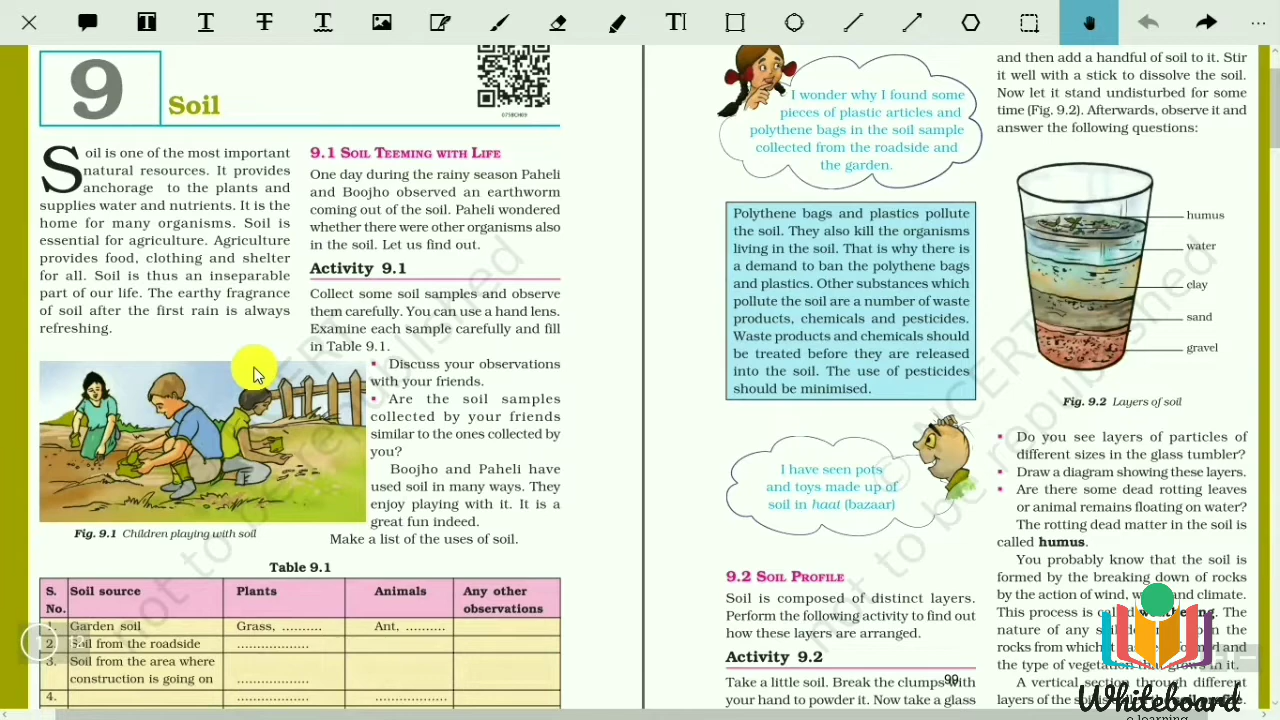 9
Soil
0758CH09
Soil is one of the most important
natural resources. It provides
anchorage to the plants and
supplies water and nutrients. It is the
home for many organisms. Soil is
essential for agriculture. Agriculture
provides food, clothing and shelter
for all. Soil is thus an inseparable
part of our life. The earthy fragrance
of soil after the first rain is always
refreshing.
Fig. 9.1 Children playing with soil
9.1 SOIL TEEMING WITH LIFE
One day during the rainy season Paheli
and Boojho observed an earthworm
coming out of the soil. Paheli wondered
whether there were other organisms also
in the soil. Let us find out.
Activity 9.1
Collect some soil samples and observe
them carefully. You can use a hand lens.
Examine each sample carefully and fill
in Table 9.1.
• Discuss your observations
with your friends.
• Are the soil samples
collected by your friends
similar to the ones collected by
you?
Boojho and Paheli have
used soil in many ways. They
enjoy playing with it. It is a
great fun indeed.
Make a list of the uses of soil.
Table 9.1
S. No. Soil source Plants Animals Any other observations
Garden soil Grass, .......... Ant, ..........
2. Soil from the roadside ..................
3. Soil from the area where
construction is going on ..................
4. .................. ..................
I wonder why I found some
pieces of plastic articles and
polythene bags in the soil sample
collected from the roadside and
the garden.
Polythene bags and plastics pollute
the soil. They also kill the organisms
living in the soil. That is why there is
a demand to ban the polythene bags
and plastics. Other substances which
pollute the soil are a number of waste
products, chemicals and pesticides.
Waste products and chemicals should
be treated before they are released
into the soil. The use of pesticides
should be minimised.
I have seen pots
and toys made up of
soil in haat (bazaar)
9.2 SOIL PROFILE
Soil is composed of distinct layers.
Perform the following activity to find out
how these layers are arranged.
Activity 9.2
Take a little soil. Break the clumps with
your hand to powder it. Now take a glass
99
and then add a handful of soil to it. Stir
it well with a stick to dissolve the soil.
Now let it stand undisturbed for some
time (Fig. 9.2). Afterwards, observe it and
answer the following questions:
humus
water
clay
sand
gravel
Fig. 9.2 Layers of soil
• Do you see layers of particles of
different sizes in the glass tumbler?
• Draw a diagram showing these layers.
• Are there some dead rotting leaves
or animal remains floating on water?
The rotting dead matter in the soil is
called humus.
You probably know that the soil is
formed by the breaking down of rocks
by the action of wind, and climate.
This process is The
nature of any the
rocks from which and
the type of vegetation in it.
A vertical section through different
layers of the
© NCERT
not to be republished
Whiteboard
e learning